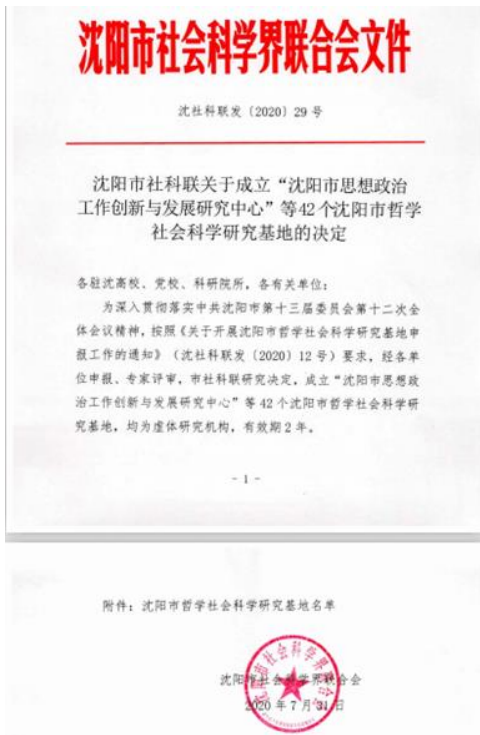 沈阳市社会科学界联合会文件
沈社科联发〔2020〕29号
沈阳市社科联关于成立“沈阳市思想政治
工作创新与发展研究中心”等42个沈阳市哲学
社会科学研究基地的决定
各驻沈高校、党校、科研院所，各有关单位：
为深入贯彻落实中共沈阳市第十三届委员会第十二次全
体会议精神，按照《关于开展沈阳市哲学社会科学研究基地申
报工作的通知》（沈社科联发〔2020〕12号）要求，经各单
位申报、专家评审，市社科联研究决定，成立“沈阳市思想政
治工作创新与发展研究中心”等42个沈阳市哲学社会科学研
究基地，均为虚体研究机构，有效期2年。
- 1 -
附件：沈阳市哲学社会科学研究基地名单
沈阳市社会科学界联合会
沈阳市社会科学界联合会
2020年7月31日